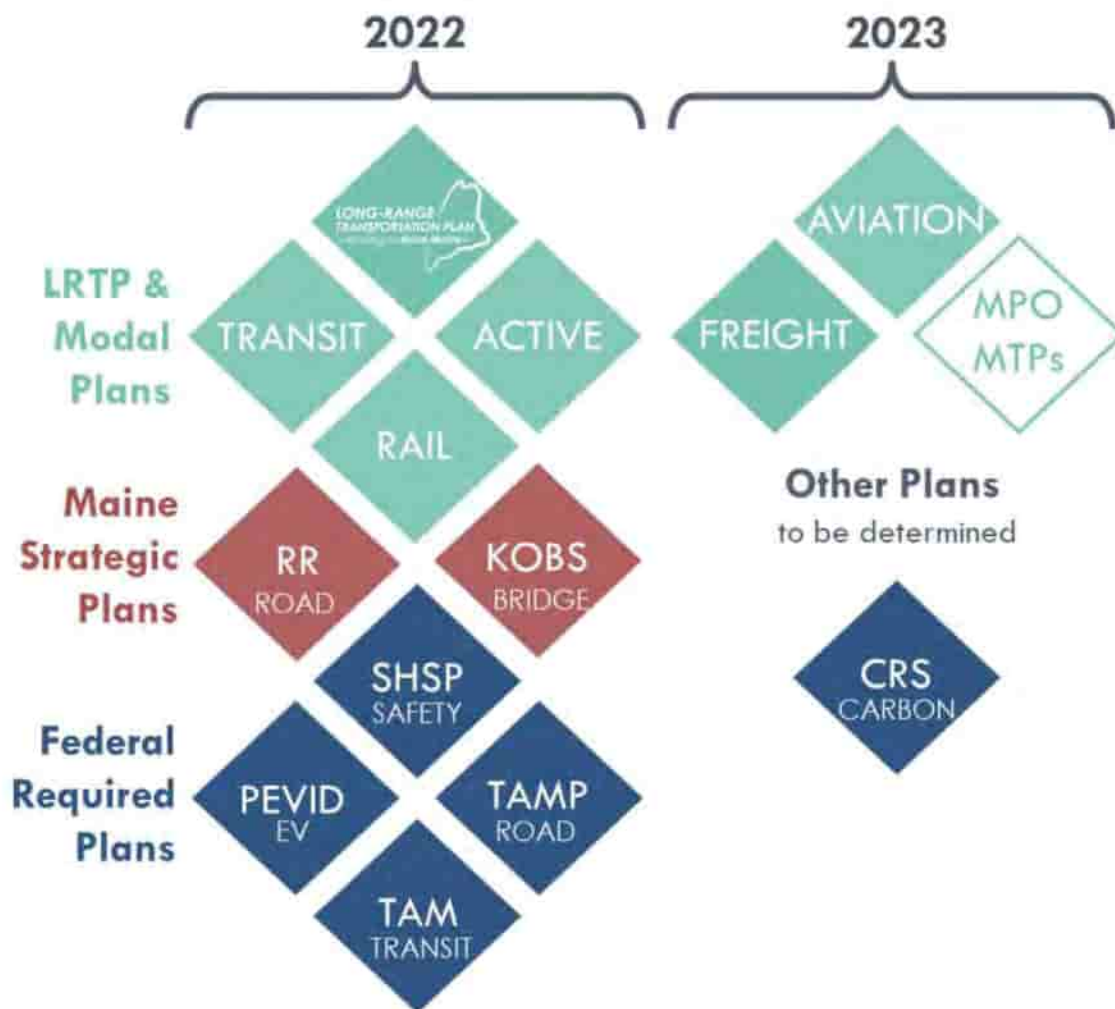 2022
2023
LONG-RANGE
TRANSPORTATION PLAN
AVIATION
LRTP &
Modal
Plans
TRANSIT
ACTIVE
FREIGHT
MPO
MTPs
RAIL
Maine
Strategic
Plans
RR
ROAD
KOBS
BRIDGE
Other Plans
to be determined
SHSP
SAFETY
CRS
CARBON
Federal
Required
Plans
PEVID
EV
TAMP
ROAD
TAM
TRANSIT